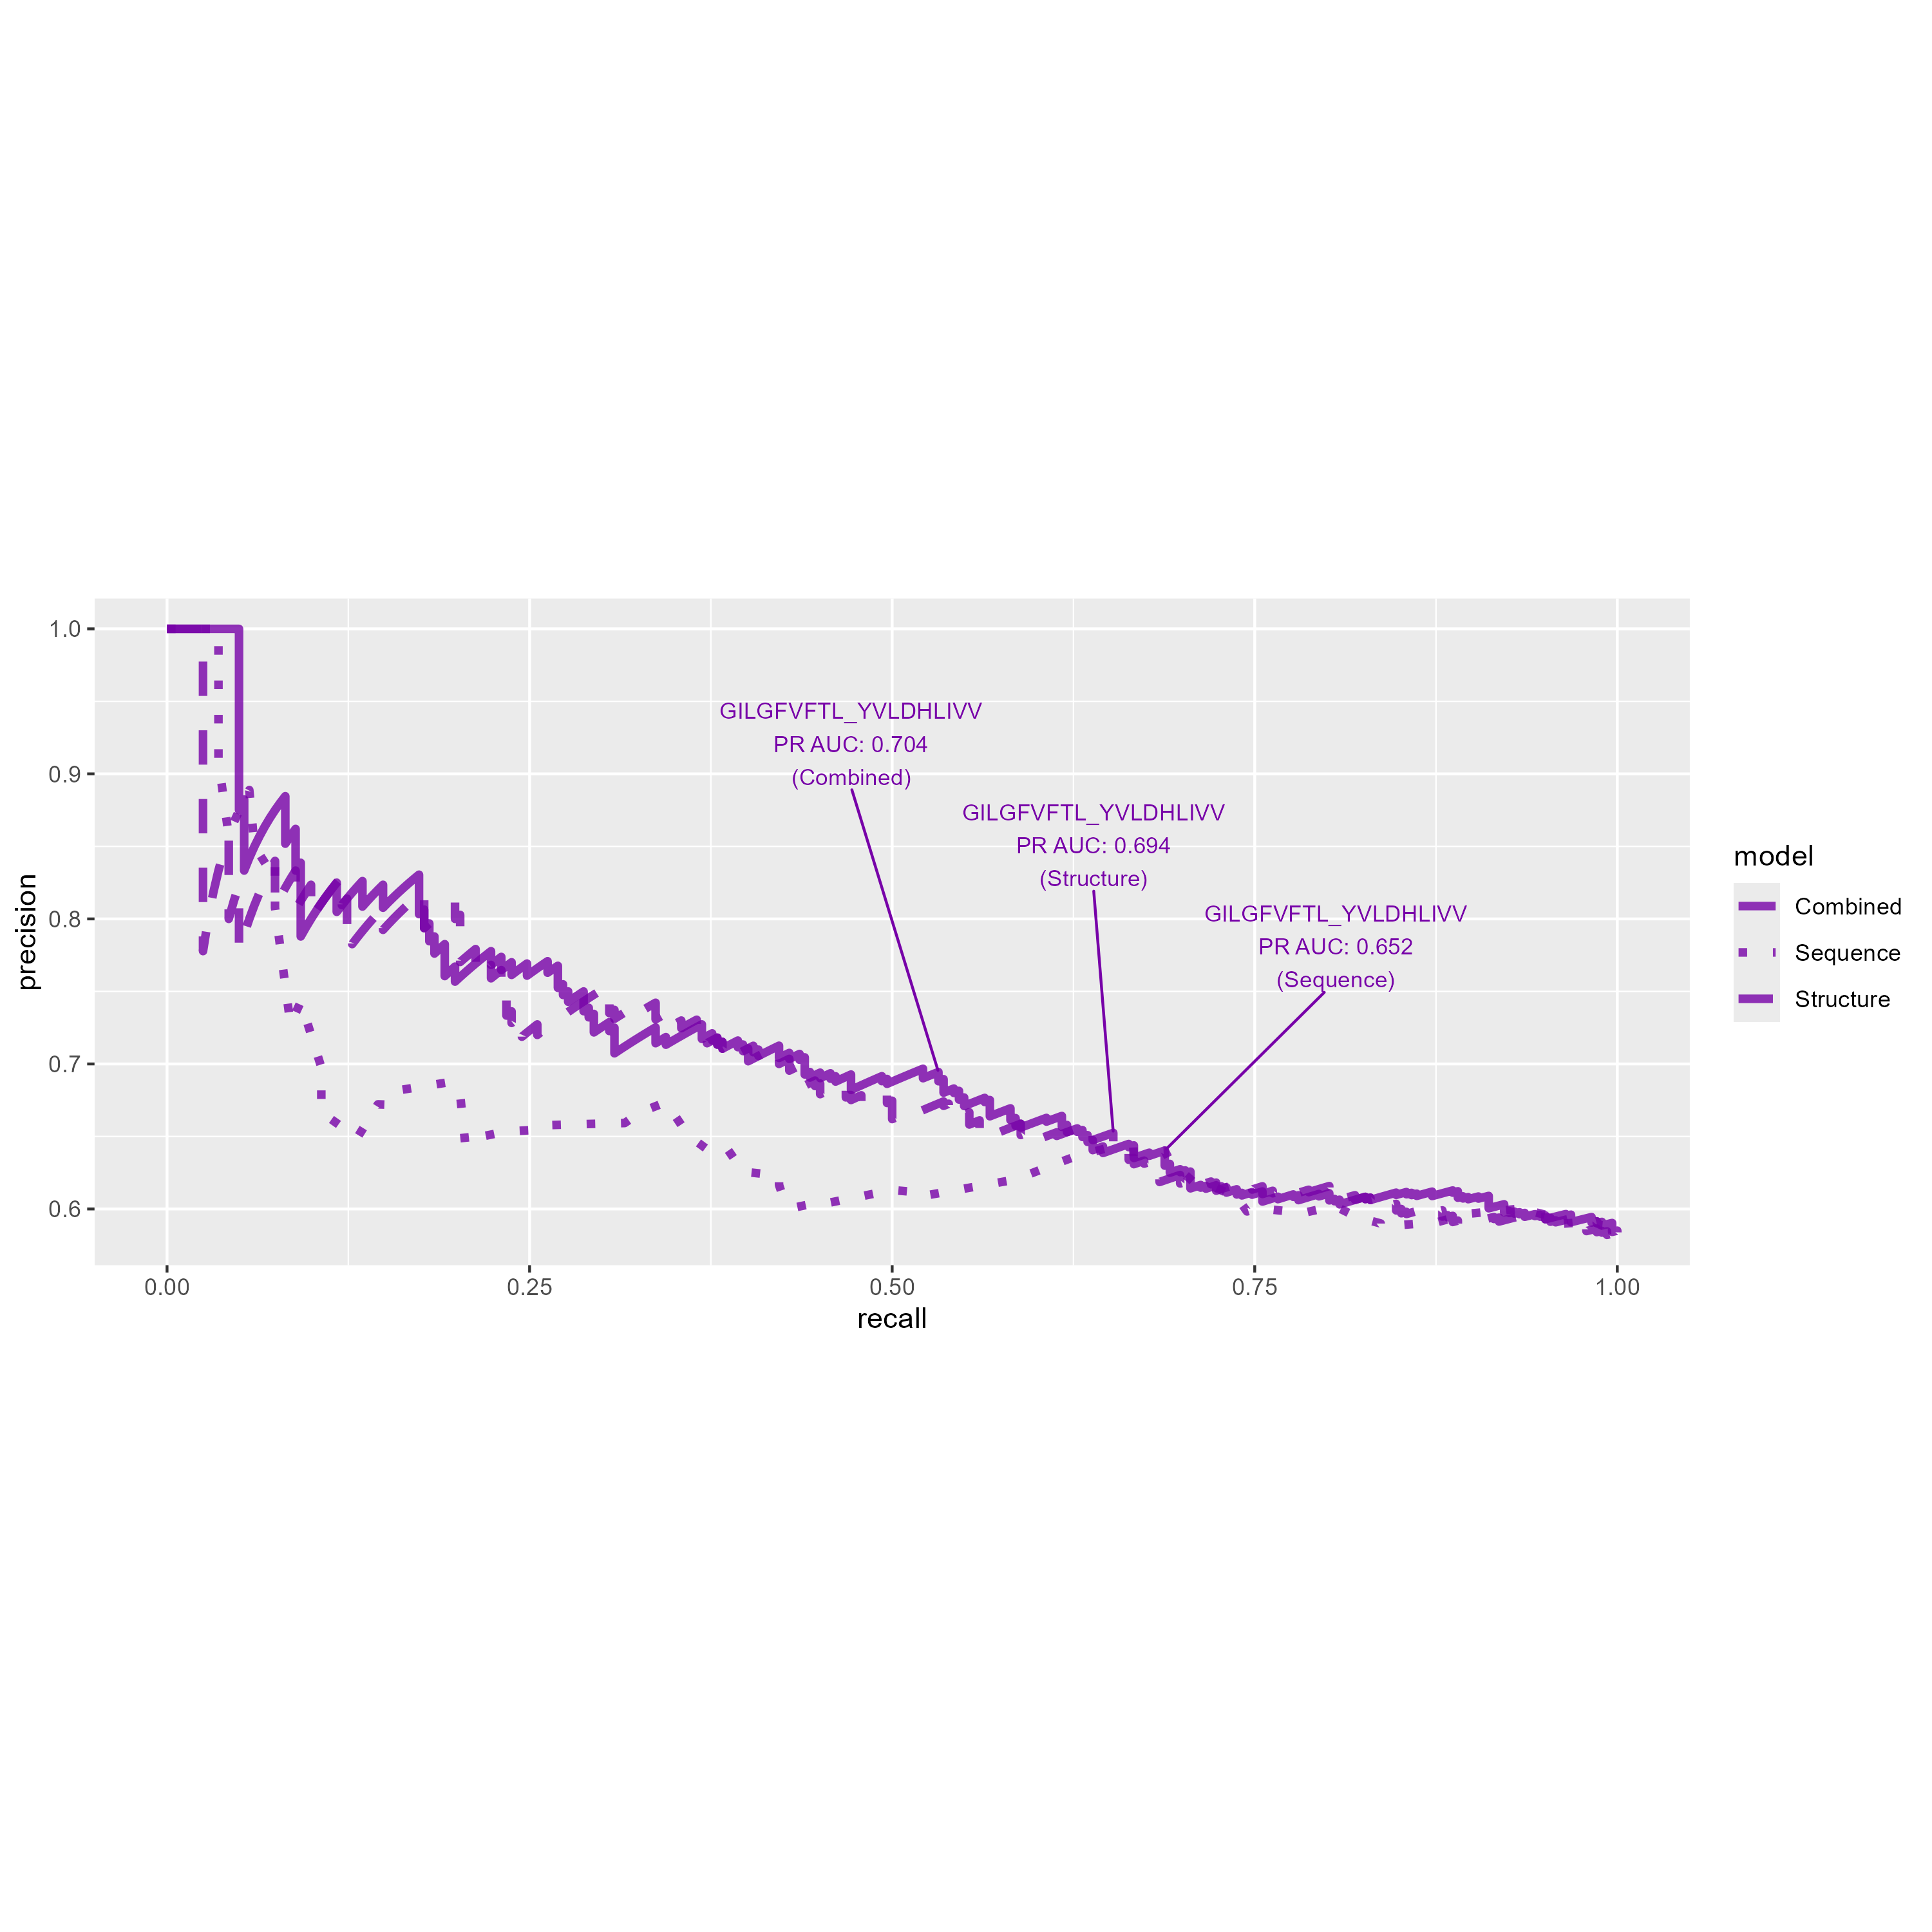 GILGFVFTL_YVLDHLIVV
PR AUC: 0.704
(Combined)
GILGFVFTL_YVLDHLIVV
PR AUC: 0.694
(Structure)
GILGFVFTL_YVLDHLIVV
PR AUC: 0.652
(Sequence)
1.0
0.9
0.8
0.7
0.6
precision
0.00
0.25
0.50
0.75
1.00
recall
model
Combined
Sequence
Structure